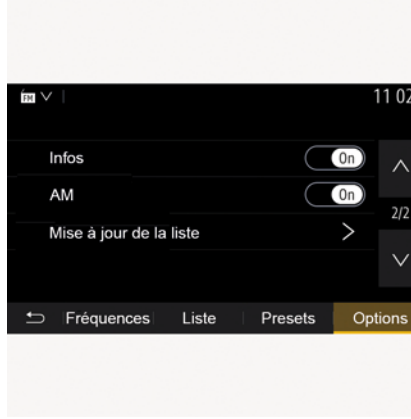 FM
11 02
Infos
On
AM
On
2/2
Mise à jour de la liste
Fréquences Liste Presets Options